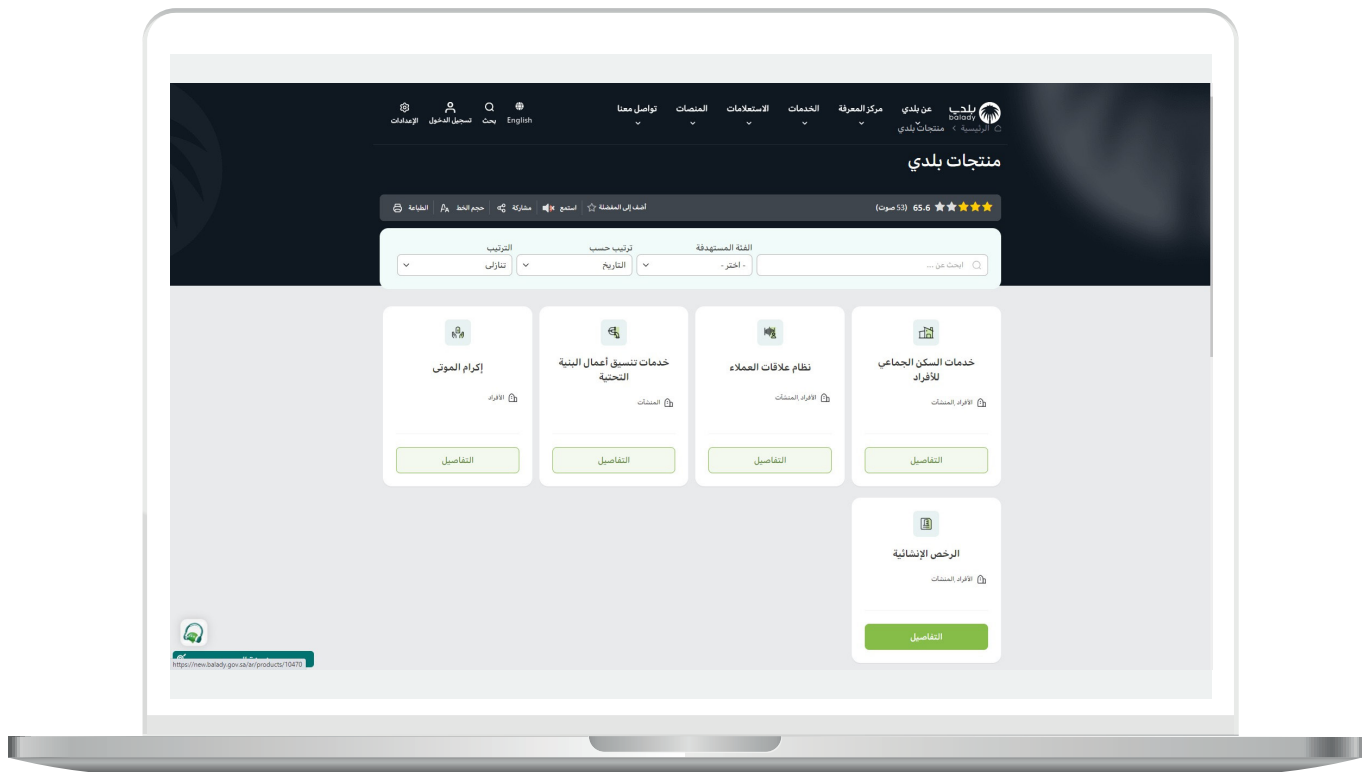 بلدي
balady
عن بلدي
مركز المعرفة
الخدمات
الاستعلامات
المنصات
تواصل معنا
English
بحث
تسجيل الدخول
الإعدادات
الرئيسية > منتجات بلدي
منتجات بلدي
65.6 (53 صوت)
أضف إلى المفضلة
استمع
مشاركة
حجم الخط
الطباعة
الفئة المستهدفة
ترتيب حسب
الترتيب
ابحث عن ...
- اختر -
التاريخ
تنازلي
خدمات السكن الجماعي
للأفراد
الأفراد ,المنشآت
التفاصيل
نظام علاقات العملاء
الأفراد ,المنشآت
التفاصيل
خدمات تنسيق أعمال البنية
التحتية
المنشآت
التفاصيل
إكرام الموتى
الأفراد
التفاصيل
الرخص الإنشائية
الأفراد ,المنشآت
التفاصيل
https://new.balady.gov.sa/ar/products/10470